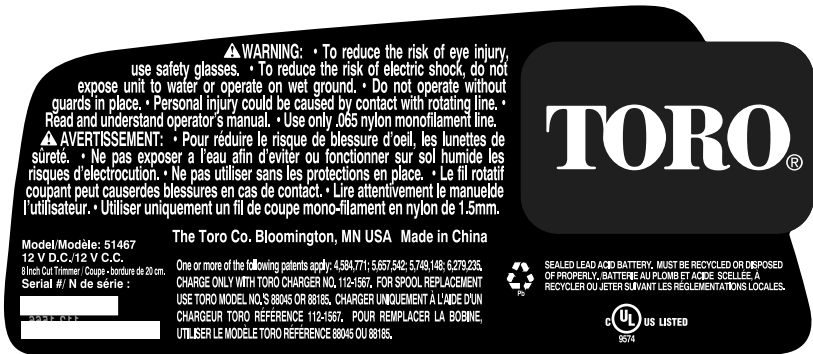 ⚠ WARNING: • To reduce the risk of eye injury,
use safety glasses. • To reduce the risk of electric shock, do not
expose unit to water or operate on wet ground. • Do not operate without
guards in place. • Personal injury could be caused by contact with rotating line. •
Read and understand operator's manual. • Use only .065 nylon monofilament line.
⚠ AVERTISSEMENT: • Pour réduire le risque de blessure d'oeil, les lunettes de
sûreté. • Ne pas exposer a l'eau afin d'eviter ou fonctionner sur sol humide les
risques d'electrocution. • Ne pas utiliser sans les protections en place. • Le fil rotatif
coupant peut causerdes blessures en cas de contact. • Lire attentivement le manuelde
l'utilisateur. • Utiliser uniquement un fil de coupe mono-filament en nylon de 1.5mm.
TORO®
The Toro Co. Bloomington, MN USA Made in China
Model/Modèle: 51467
12 V D.C./12 V C.C.
8 Inch Cut Trimmer / Coupe - bordure de 20 cm.
Serial #/ N de série :
One or more of the following patents apply: 4,584,771; 5,657,542; 5,749,148; 6,279,235.
CHARGE ONLY WITH TORO CHARGER NO. 112-1567. FOR SPOOL REPLACEMENT
USE TORO MODEL NO.'S 88045 OR 88185. CHARGER UNIQUEMENT À L'AIDE D'UN
CHARGEUR TORO RÉFÉRENCE 112-1567. POUR REMPLACER LA BOBINE,
UTILISER LE MODÈLE TORO RÉFÉRENCE 88045 OU 88185.
Pb
SEALED LEAD ACID BATTERY. MUST BE RECYCLED OR DISPOSED
OF PROPERLY. /BATTERIE AU PLOMB ET ACIDE SCELLÉE, À
RECYCLER OU JETER SUIVANT LES RÉGLEMENTATIONS LOCALES.
C UL US LISTED
9574